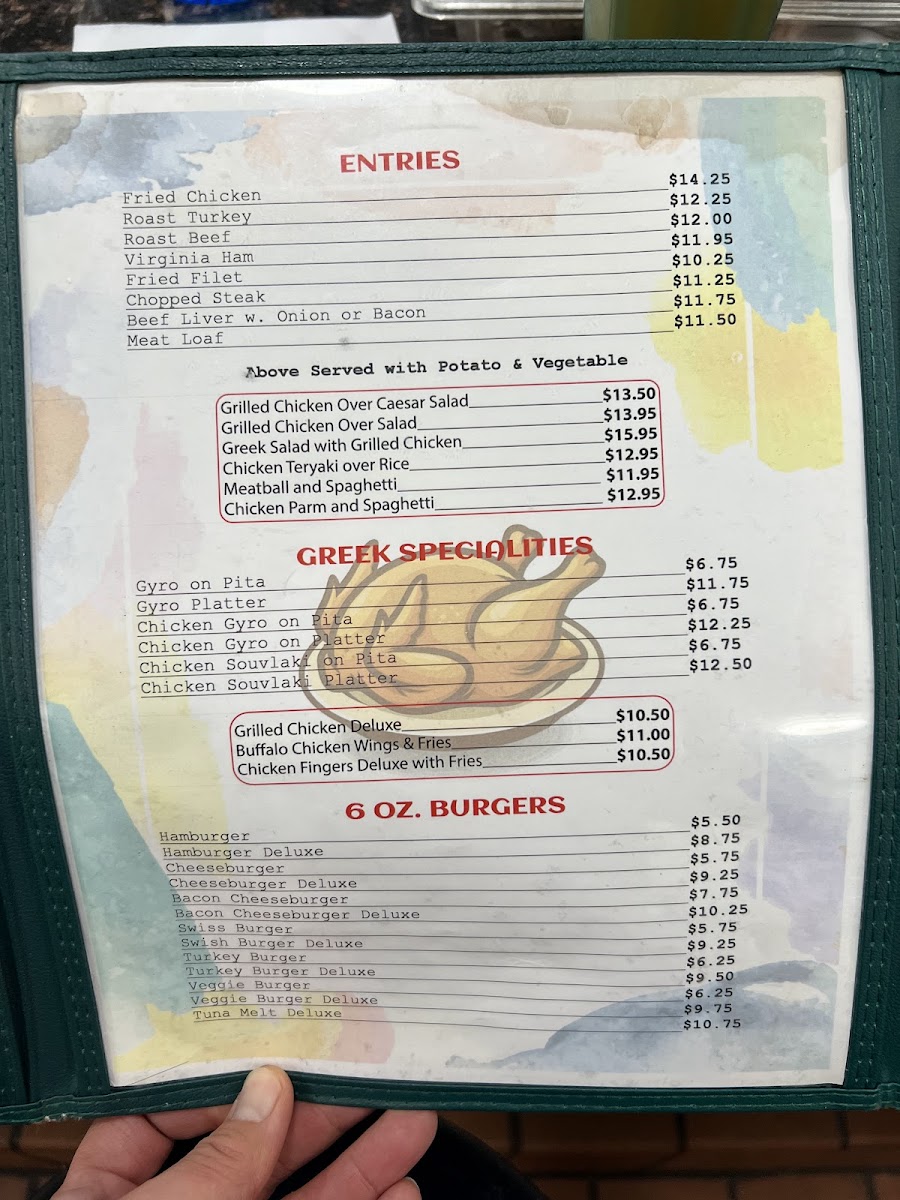 ENTRIES
Fried Chicken $14.25
Roast Turkey $12.25
Roast Beef $12.00
Virginia Ham $11.95
Fried Filet $10.25
Chopped Steak $11.25
Beef Liver w. Onion or Bacon $11.75
Meat Loaf $11.50
Above Served with Potato & Vegetable
Grilled Chicken Over Caesar Salad $13.50
Grilled Chicken Over Salad $13.95
Greek Salad with Grilled Chicken $15.95
Chicken Teryaki over Rice $12.95
Meatball and Spaghetti $11.95
Chicken Parm and Spaghetti $12.95
GREEK SPECIALITIES
Gyro on Pita $6.75
Gyro Platter $11.75
Chicken Gyro on Pita $6.75
Chicken Gyro on Platter $12.25
Chicken Souvlaki on Pita $6.75
Chicken Souvlaki Platter $12.50
Grilled Chicken Deluxe $10.50
Buffalo Chicken Wings & Fries $11.00
Chicken Fingers Deluxe with Fries $10.50
6 OZ. BURGERS
Hamburger $5.50
Hamburger Deluxe $8.75
Cheeseburger $5.75
Cheeseburger Deluxe $9.25
Bacon Cheeseburger $7.75
Bacon Cheeseburger Deluxe $10.25
Swiss Burger $5.75
Swish Burger Deluxe $9.25
Turkey Burger $6.25
Turkey Burger Deluxe $9.50
Veggie Burger $6.25
Veggie Burger Deluxe $9.75
Tuna Melt Deluxe $10.75